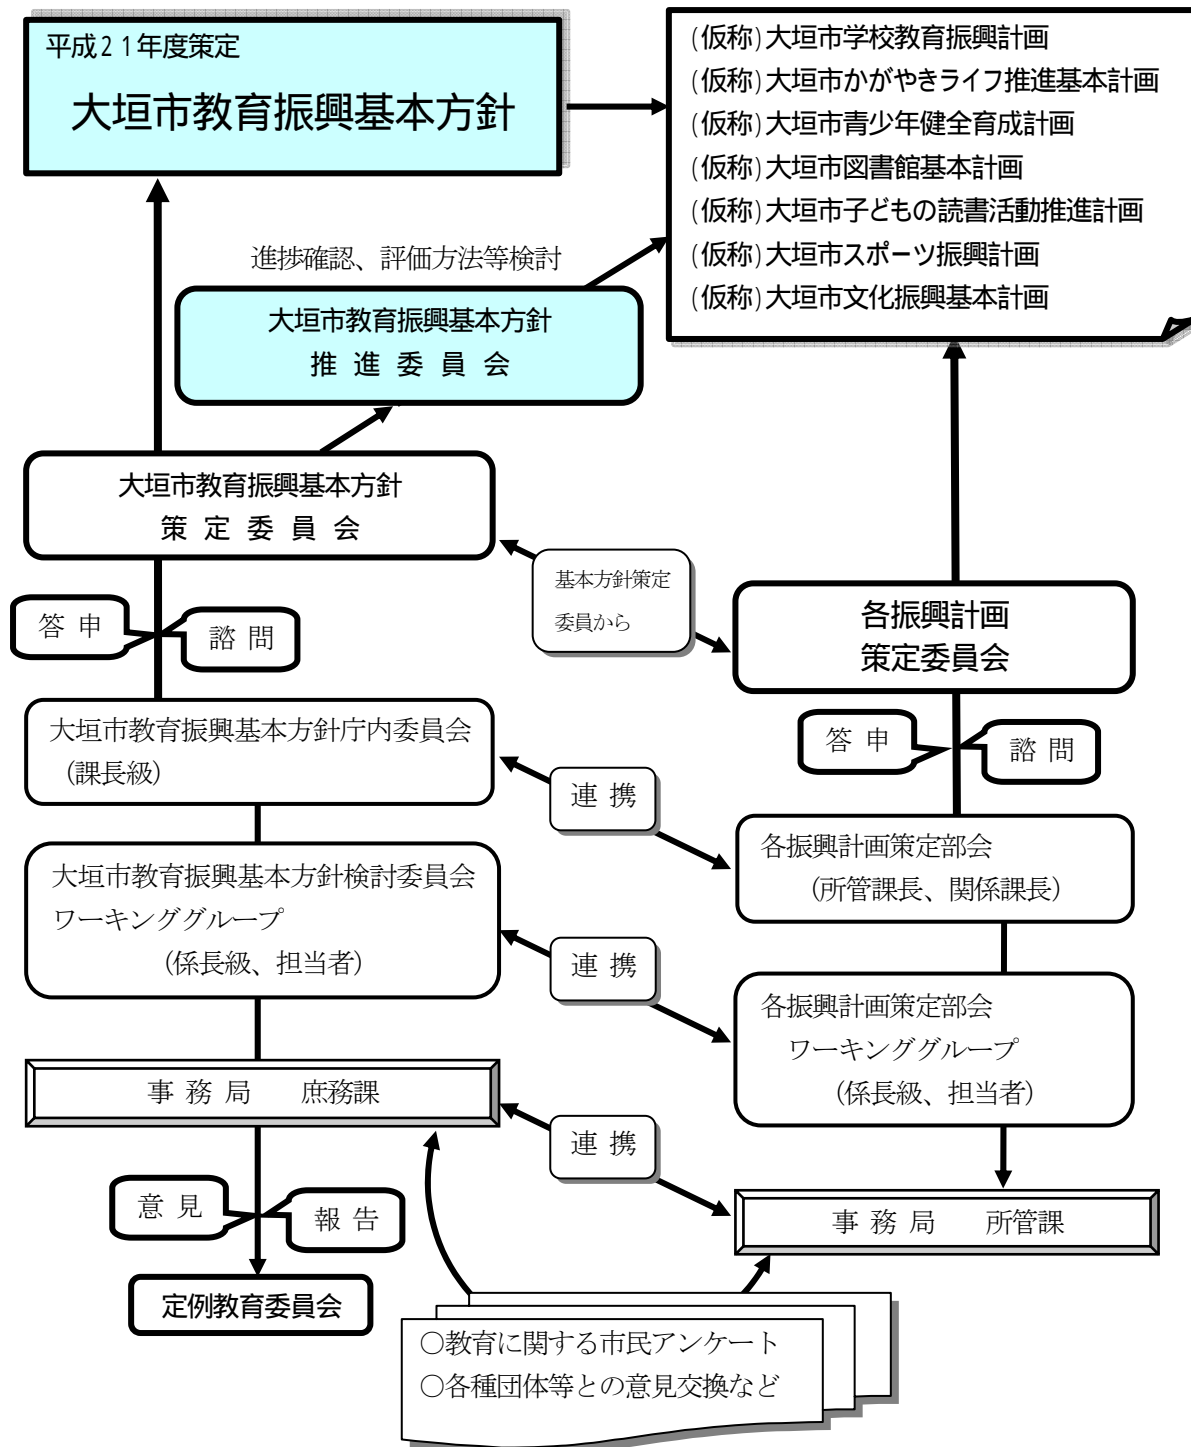 平成21年度策定
大垣市教育振興基本方針
(仮称)大垣市学校教育振興計画
(仮称)大垣市かがやきライフ推進基本計画
(仮称)大垣市青少年健全育成計画
(仮称)大垣市図書館基本計画
(仮称)大垣市子どもの読書活動推進計画
(仮称)大垣市スポーツ振興計画
(仮称)大垣市文化振興基本計画
進捗確認、評価方法等検討
大垣市教育振興基本方針
推 進 委 員 会
大垣市教育振興基本方針
策 定 委 員 会
基本方針策定
委員から
各振興計画
策定委員会
答 申
諮 問
答 申
諮 問
大垣市教育振興基本方針庁内委員会
(課長級)
連 携
各振興計画策定部会
(所管課長、関係課長)
大垣市教育振興基本方針検討委員会
ワーキンググループ
(係長級、担当者)
連 携
各振興計画策定部会
ワーキンググループ
(係長級、担当者)
事 務 局 庶務課
連 携
事 務 局 所管課
意 見
報 告
定例教育委員会
○教育に関する市民アンケート
○各種団体等との意見交換など